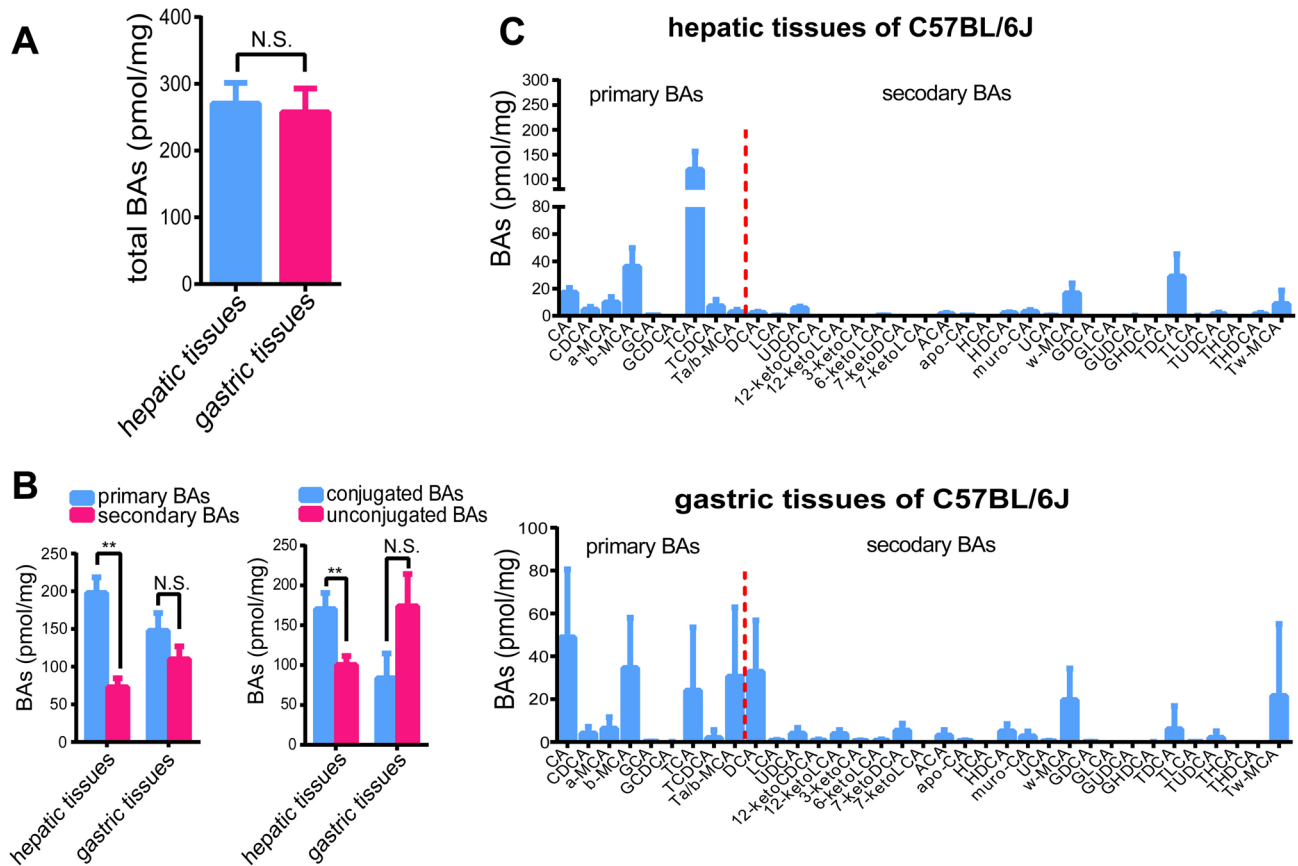 A
400
300
200
100
0
total BAs (pmol/mg)
N.S.
hepatic tissues
gastric tissues
B
primary BAs
secondary BAs
250
200
150
100
50
0
BAs (pmol/mg)
**
N.S.
hepatic tissues
gastric tissues
conjugated BAs
unconjugated BAs
250
200
150
100
50
0
BAs (pmol/mg)
**
N.S.
hepatic tissues
gastric tissues
C
hepatic tissues of C57BL/6J
300
250
200
150
100
80
60
40
20
0
BAs (pmol/mg)
primary BAs
secodary BAs
CA
CDCA
a-MCA
b-MCA
GCA
GCDCA
TCA
TCDCA
Ta/b-MCA
DCA
LCA
UDCA
12-ketoCDCA
12-ketoLCA
3-ketoCA
6-ketoLCA
7-ketoDCA
7-ketoLCA
ACA
apo-CA
HCA
HDCA
muro-CA
UCA
w-MCA
GDCA
GLCA
GUDCA
GHDCA
TDCA
TLCA
TUDCA
THCA
THDCA
Tw-MCA
gastric tissues of C57BL/6J
100
80
60
40
20
0
BAs (pmol/mg)
primary BAs
secodary BAs
CA
CDCA
a-MCA
b-MCA
GCA
GCDCA
TCA
TCDCA
Ta/b-MCA
DCA
LCA
UDCA
12-ketoCDCA
12-ketoLCA
3-ketoCA
6-ketoLCA
7-ketoDCA
7-ketoLCA
ACA
apo-CA
HCA
HDCA
muro-CA
UCA
w-MCA
GDCA
GLCA
GUDCA
GHDCA
TDCA
TLCA
TUDCA
THCA
THDCA
Tw-MCA